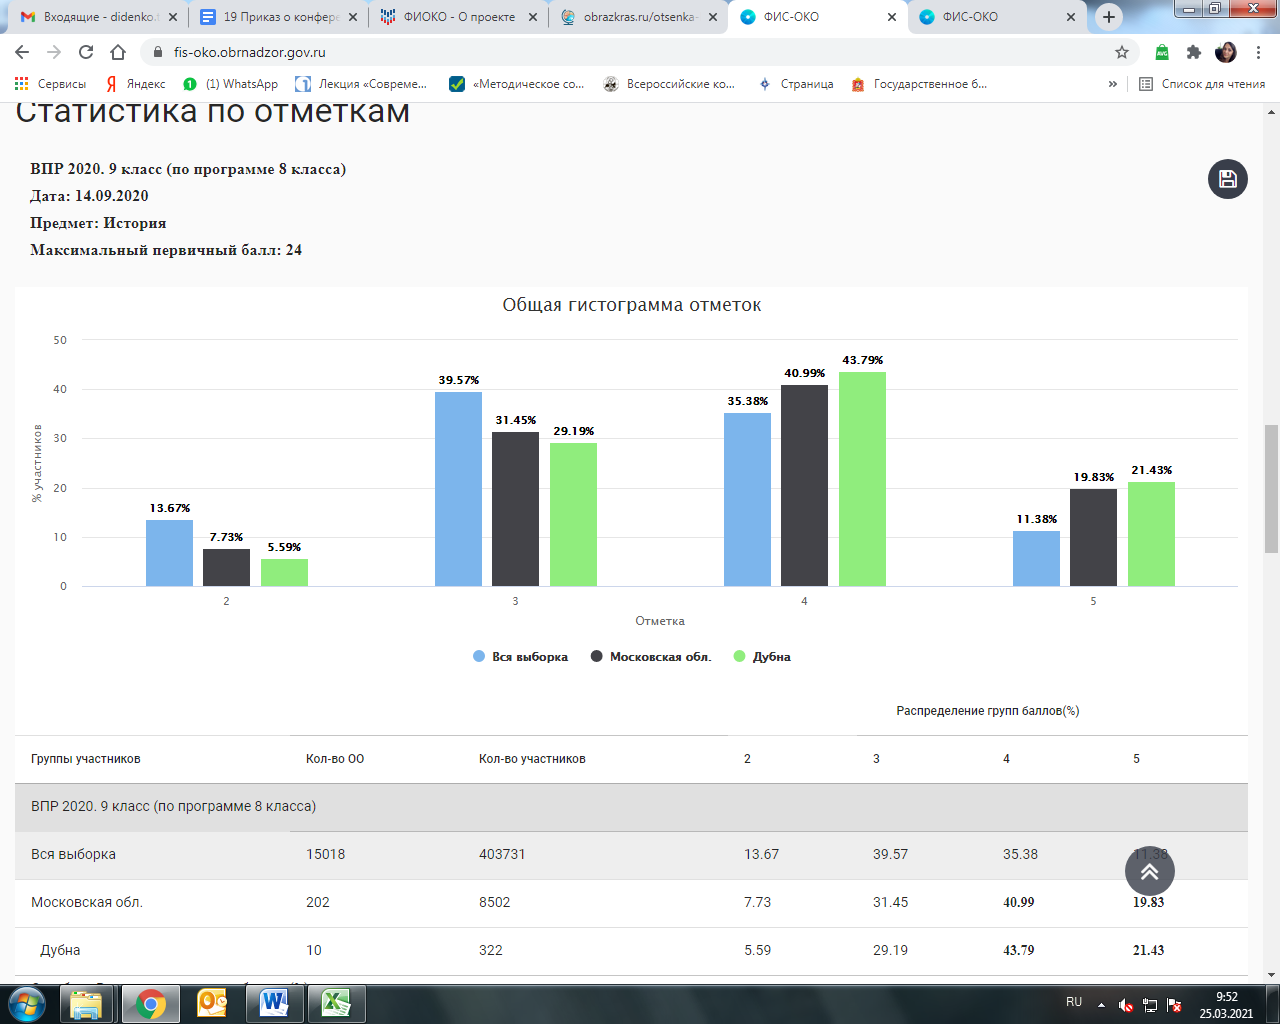 Входящие - didenko.t
19 Приказ о конфере
ФИОКО - О проекте
obrazkras.ru/otsenka-
ФИС-ОКО
ФИС-ОКО
fis-oko.obrnadzor.gov.ru
Сервисы
Яндекс
(1) WhatsApp
Лекция «Совреме...
«Методическое со...
Всероссийские ко...
Страница
Государственное б...
»
Список для чтения
Статистика по отметкам
ВПР 2020. 9 класс (по программе 8 класса)
Дата: 14.09.2020
Предмет: История
Максимальный первичный балл: 24
Общая гистограмма отметок
% участников
50
40
30
20
10
0
13.67%
7.73%
5.59%
39.57%
31.45%
29.19%
35.38%
40.99%
43.79%
11.38%
19.83%
21.43%
2
3
4
5
Отметка
Вся выборка
Московская обл.
Дубна
Распределение групп баллов(%)
Группы участников Кол-во ОО Кол-во участников 2 3 4 5
ВПР 2020. 9 класс (по программе 8 класса)
Вся выборка 15018 403731 13.67 39.57 35.38 11.38
Московская обл. 202 8502 7.73 31.45 40.99 19.83
Дубна 10 322 5.59 29.19 43.79 21.43
RU
9:52
25.03.2021